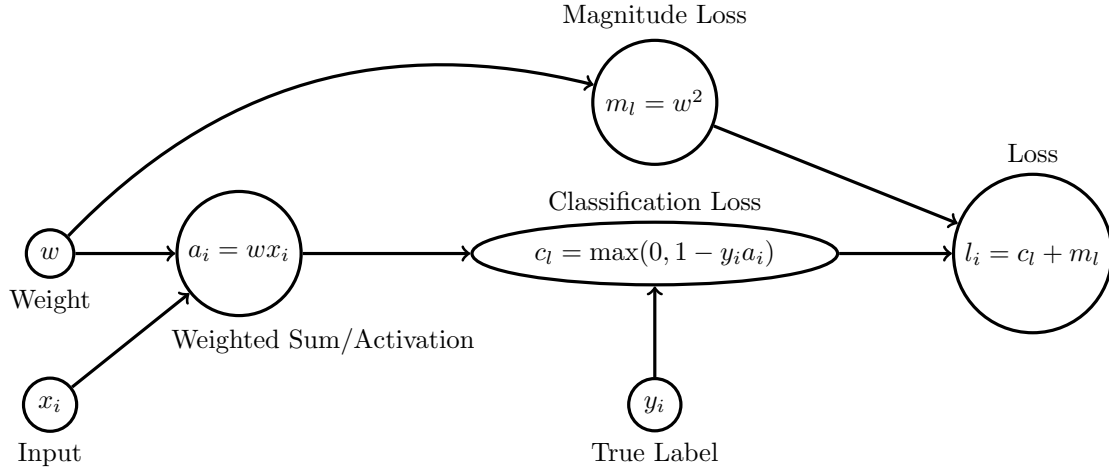 Magnitude Loss
m_l = w^2
Loss
Classification Loss
w
a_i = wx_i
c_l = max(0, 1 − y_i a_i)
l_i = c_l + m_l
Weight
Weighted Sum/Activation
x_i
y_i
Input
True Label